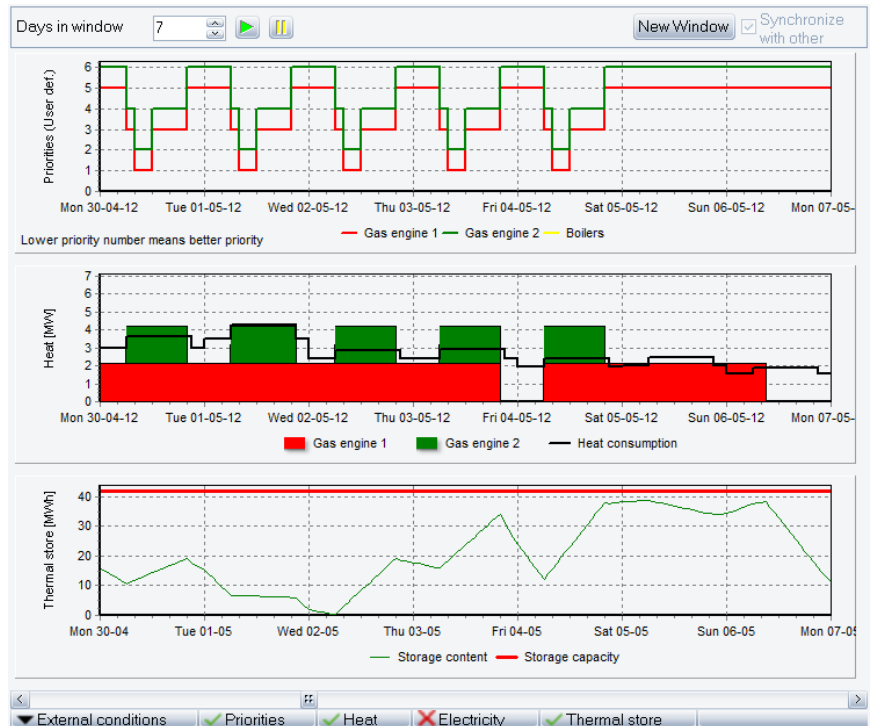 Days in window 7 New Window Synchronize with other
Priorities (User def.)
6
5
4
3
2
1
0
Mon 30-04-12 Tue 01-05-12 Wed 02-05-12 Thu 03-05-12 Fri 04-05-12 Sat 05-05-12 Sun 06-05-12 Mon 07-05-
Lower priority number means better priority
Gas engine 1 Gas engine 2 Boilers
Heat [MW]
7
6
5
4
3
2
1
0
Mon 30-04-12 Tue 01-05-12 Wed 02-05-12 Thu 03-05-12 Fri 04-05-12 Sat 05-05-12 Sun 06-05-12 Mon 07-05-
Gas engine 1 Gas engine 2 Heat consumption
Thermal store [MWh]
40
30
20
10
0
Mon 30-04 Tue 01-05 Wed 02-05 Thu 03-05 Fri 04-05 Sat 05-05 Sun 06-05 Mon 07-05
Storage content Storage capacity
External conditions Priorities Heat Electricity Thermal store